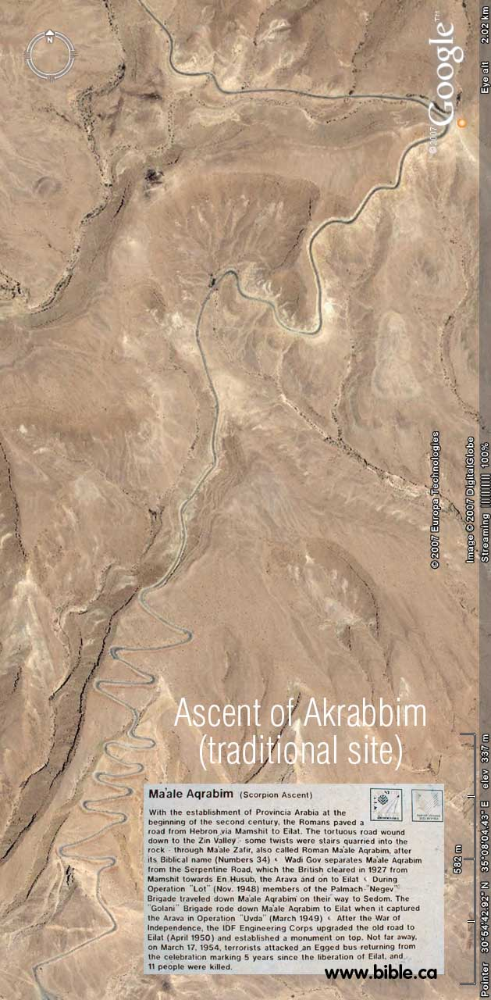 N
© 2007 Google™
Eye alt 2.02 km
© 2007 Europa Technologies
Image © 2007 DigitalGlobe
Streaming |||||||||| 100%
Ascent of Akrabbim
(traditional site)
Ma'ale Aqrabim (Scorpion Ascent)
With the establishment of Provincia Arabia at the
beginning of the second century, the Romans paved a
road from Hebron via Mamshit to Eilat. The tortuous road wound
down to the Zin Valley - some twists were stairs quarried into the
rock - through Ma'ale Zafir, also called Roman Ma'ale Aqrabim, after
its Biblical name (Numbers 34) • Wadi Gov separates Ma'ale Aqrabim
from the Serpentine Road, which the British cleared in 1927 from
Mamshit towards En Husub, the Arava and on to Eilat • During
Operation "Lot" (Nov. 1948) members of the Palmach "Negev"
Brigade traveled down Ma'ale Aqrabim on their way to Sedom. The
"Golani" Brigade rode down Ma'ale Aqrabim to Eilat when it captured
the Arava in Operation "Uvda" (March 1949) • After the War of
Independence, the IDF Engineering Corps upgraded the old road to
Eilat (April 1950) and established a monument on top. Not far away,
on March 17, 1954, terrorists attacked an Egged bus returning from
the celebration marking 5 years since the liberation of Eilat, and
11 people were killed.
www.bible.ca
582 m
Pointer 30°54'42.92" N 35°08'04.43" E elev 337 m